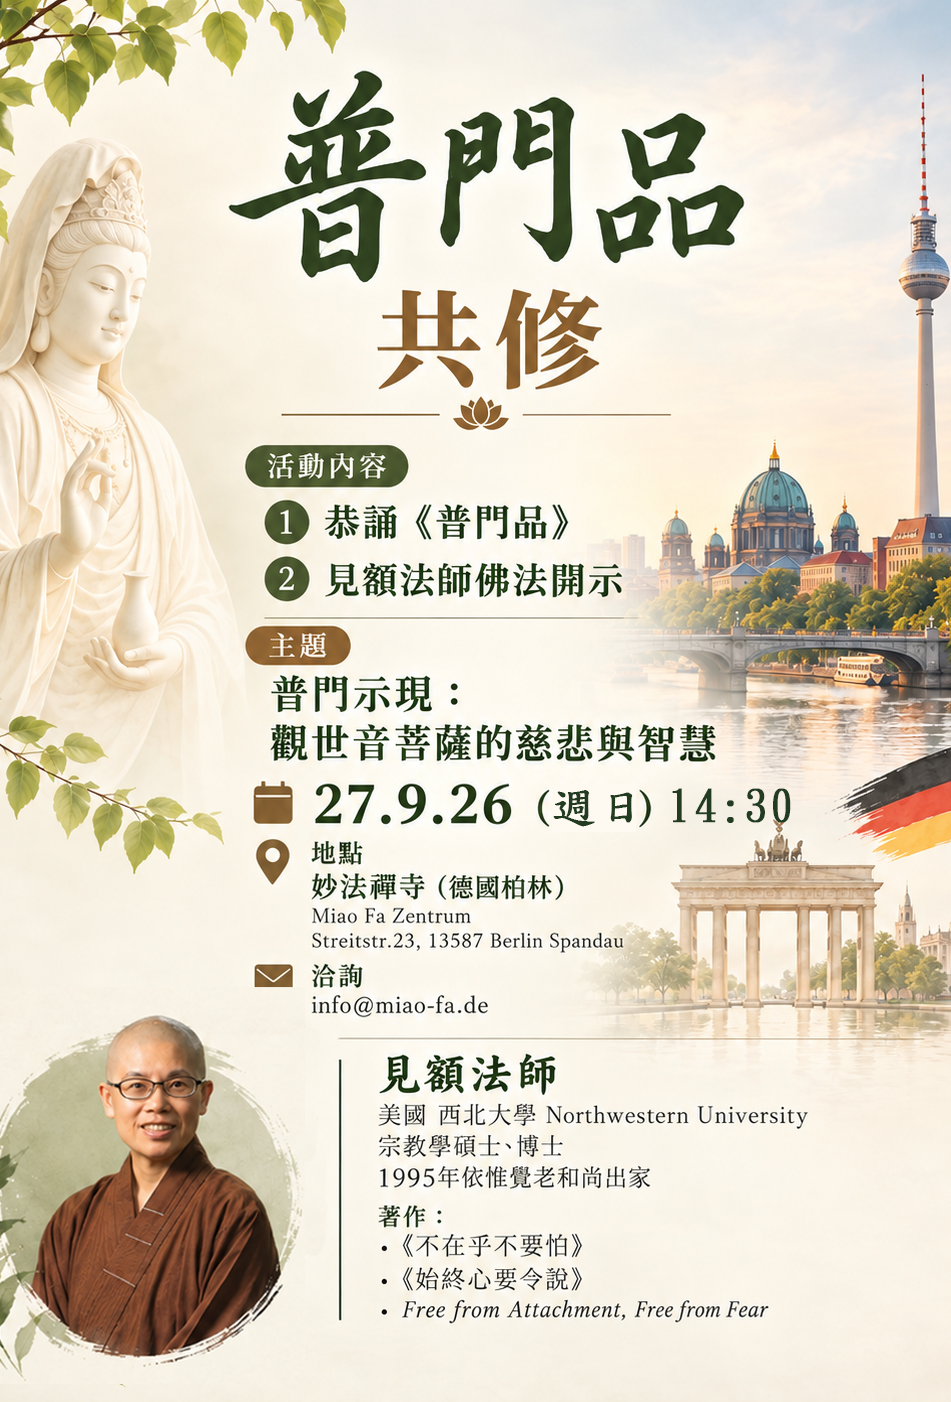 普門品
共修
活動內容
1 恭誦《普門品》
2 見額法師佛法開示
主題
普門示現：
觀世音菩薩的慈悲與智慧
27.9.26 (週日) 14:30
地點
妙法禪寺（德國柏林）
Miao Fa Zentrum
Streitstr.23, 13587 Berlin Spandau
洽詢
info@miao-fa.de
見額法師
美國 西北大學 Northwestern University
宗教學碩士、博士
1995年依惟覺老和尚出家
著作：
•《不在乎不要怕》
•《始終心要令說》
• Free from Attachment, Free from Fear